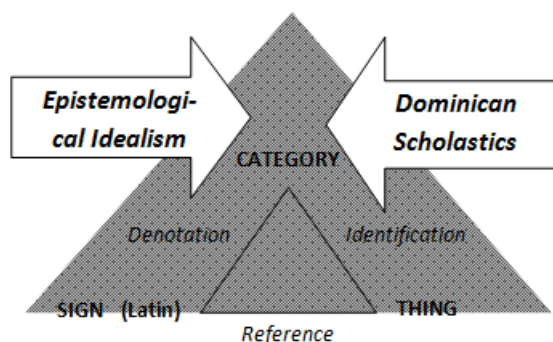 Epistemologi-
cal Idealism
Dominican
Scholastics
CATEGORY
Denotation
Identification
SIGN (Latin)
THING
Reference